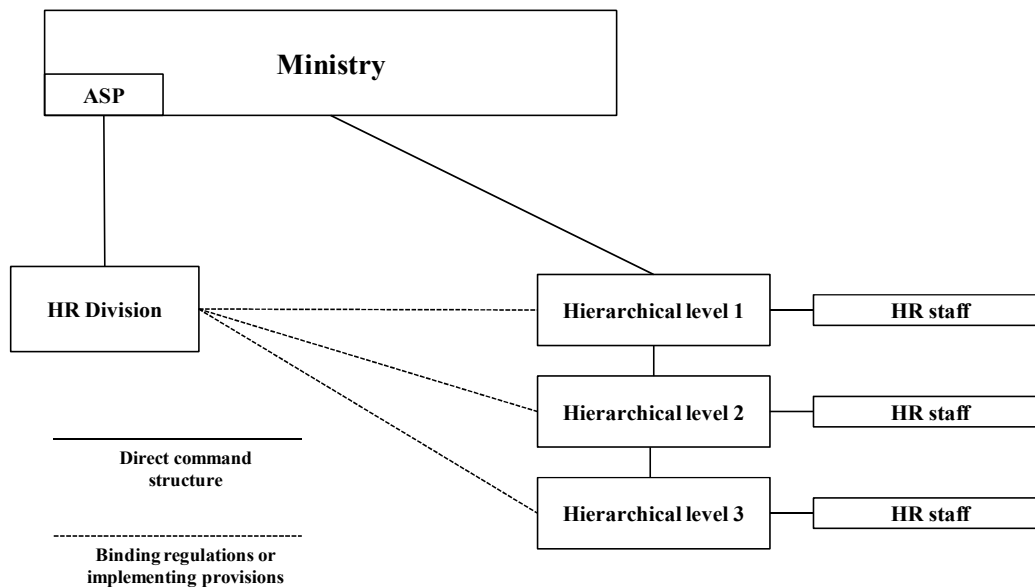 Ministry
ASP
HR Division
Hierarchical level 1
HR staff
Hierarchical level 2
HR staff
Hierarchical level 3
HR staff
Direct command
structure
Binding regulations or
implementing provisions